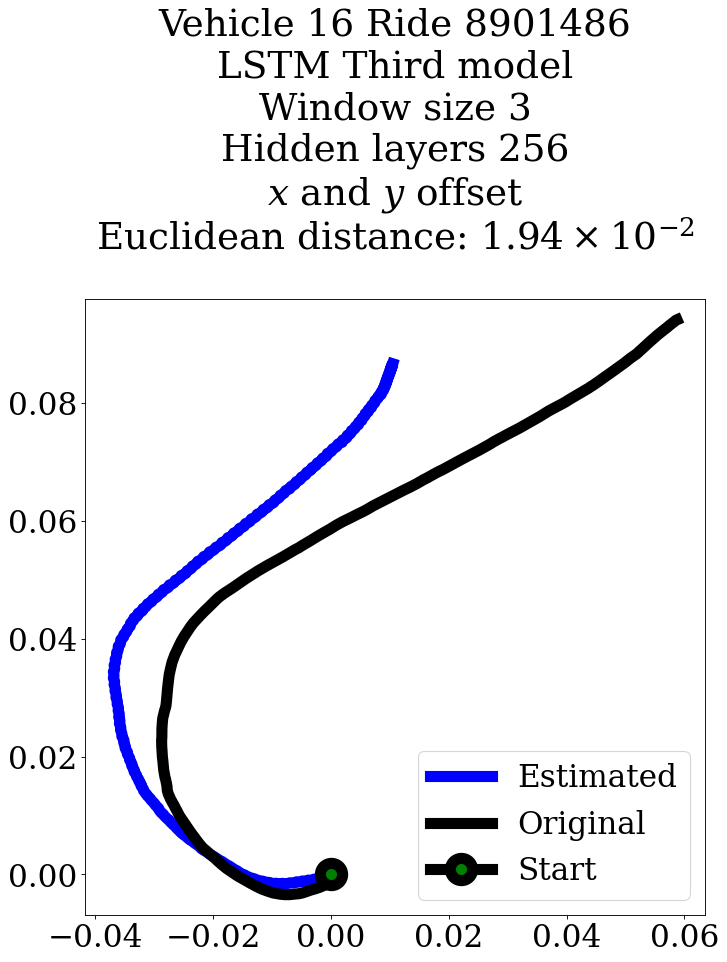 Vehicle 16 Ride 8901486
LSTM Third model
Window size 3
Hidden layers 256
x and y offset
Euclidean distance: 1.94 × 10⁻²
0.08
0.06
0.04
0.02
0.00
−0.04 −0.02 0.00 0.02 0.04 0.06
Estimated
Original
Start